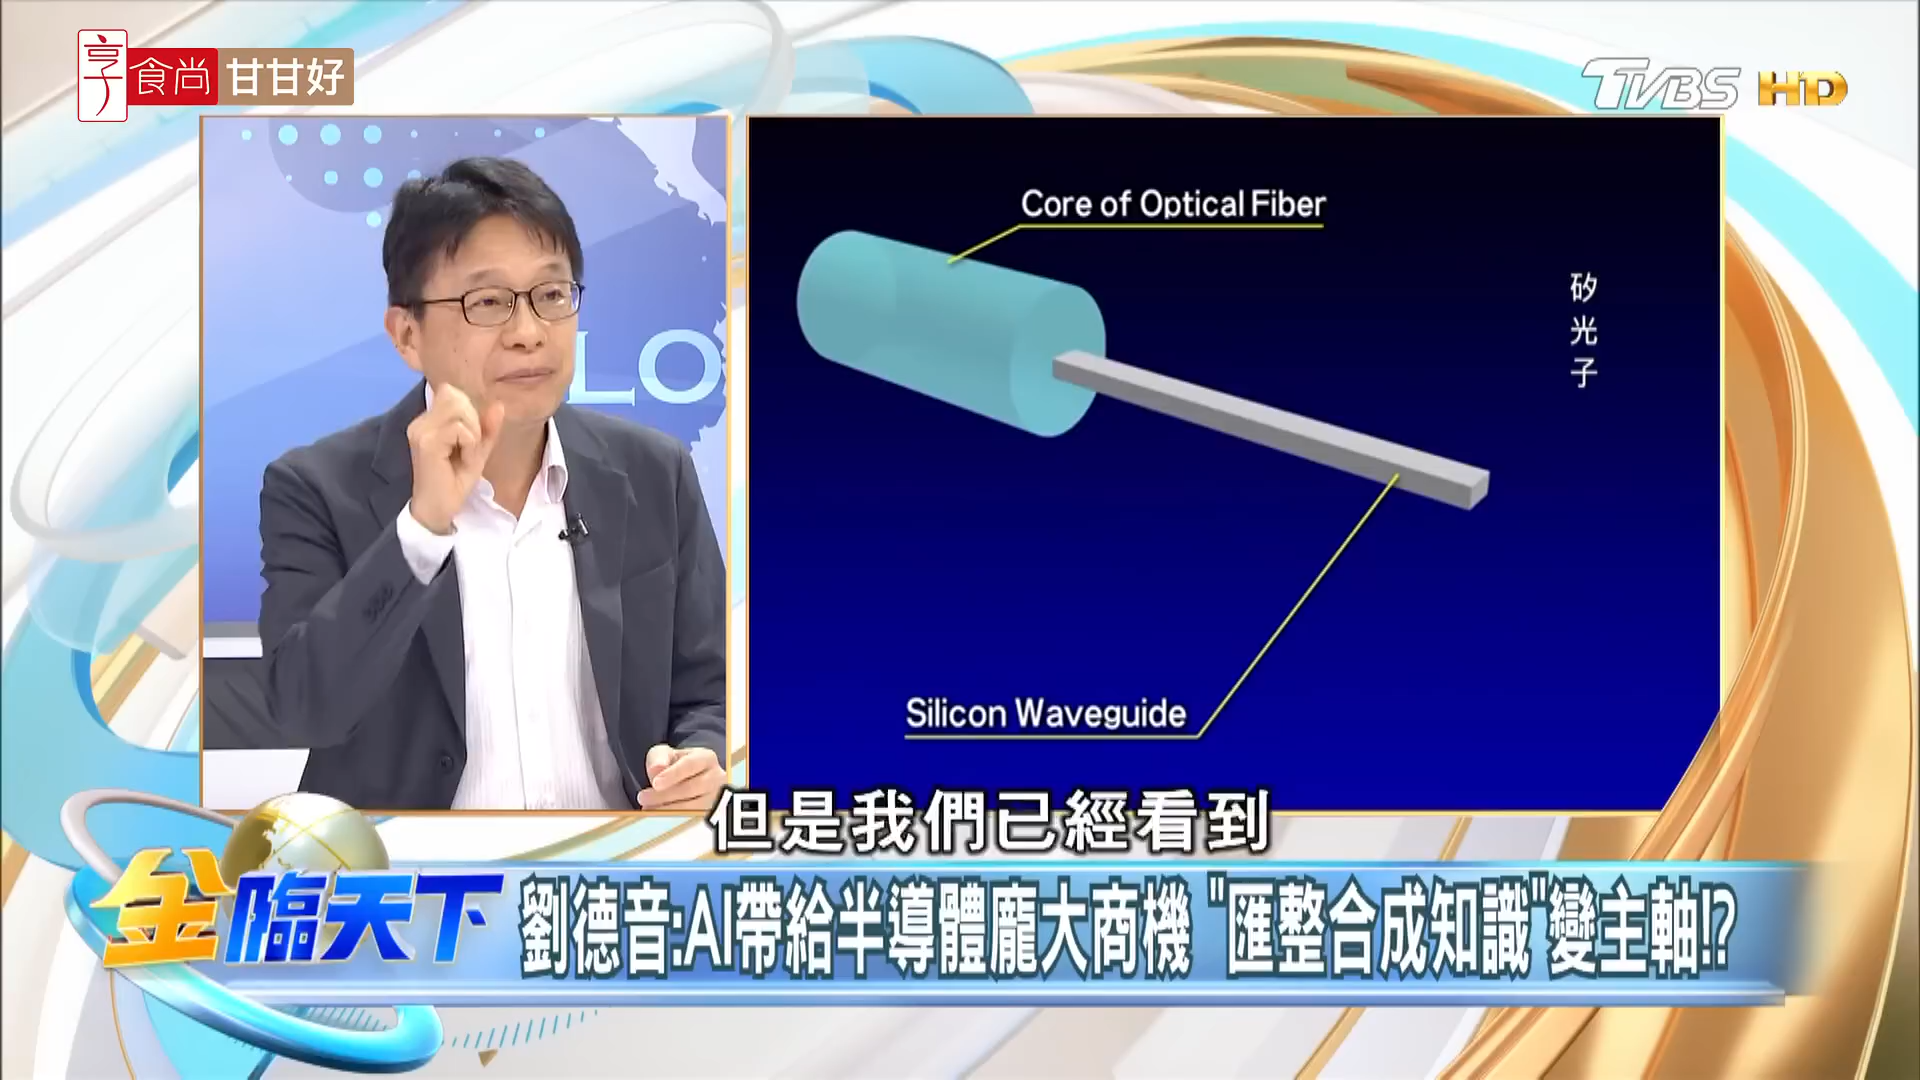 享食尚 甘甘好
TVBS HD
LO
Core of Optical Fiber
矽光子
Silicon Waveguide
但是我們已經看到
金臨天下
劉德音:AI帶給半導體龐大商機 "匯整合成知識"變主軸!?